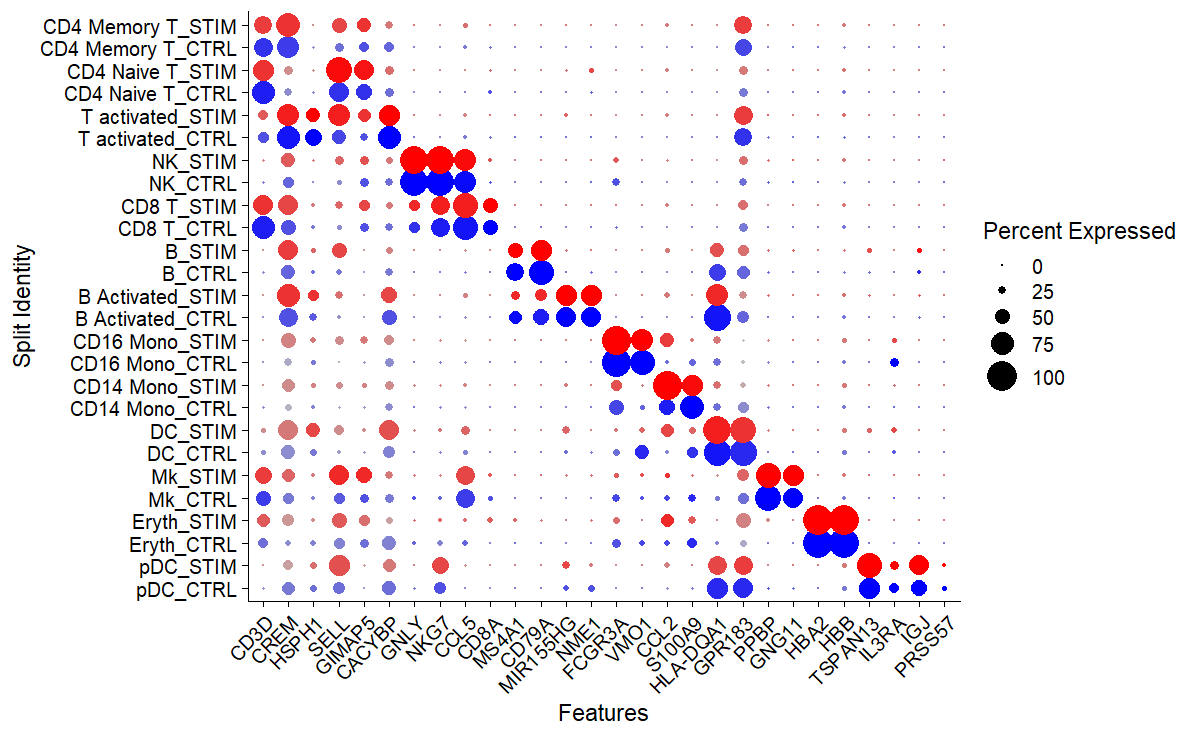 CD4 Memory T_STIM
CD4 Memory T_CTRL
CD4 Naive T_STIM
CD4 Naive T_CTRL
T activated_STIM
T activated_CTRL
NK_STIM
NK_CTRL
CD8 T_STIM
CD8 T_CTRL
B_STIM
B_CTRL
B Activated_STIM
B Activated_CTRL
CD16 Mono_STIM
CD16 Mono_CTRL
CD14 Mono_STIM
CD14 Mono_CTRL
DC_STIM
DC_CTRL
Mk_STIM
Mk_CTRL
Eryth_STIM
Eryth_CTRL
pDC_STIM
pDC_CTRL
Split Identity
CD3D
CREM
HSPH1
SELL
GIMAP5
CACYBP
GNLY
NKG7
CCL5
CD8A
MS4A1
CD79A
MIR155HG
NME1
FCGR3A
VMO1
CCL2
S100A9
HLA-DQA1
GPR183
PPBP
GNG11
HBA2
HBB
TSPAN13
IL3RA
IGJ
PRSS57
Features
Percent Expressed
0
25
50
75
100